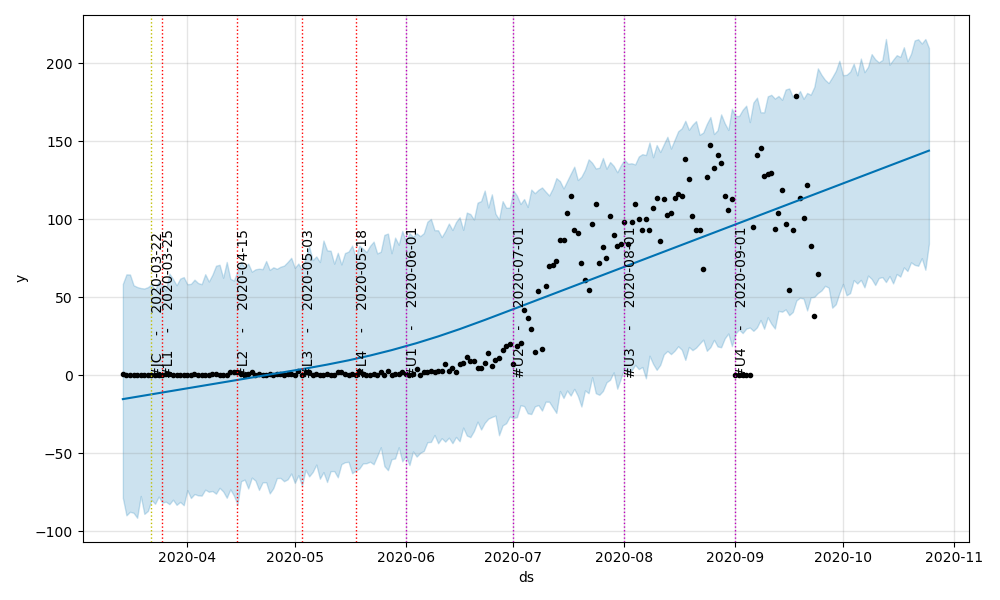 200
150
100
50
0
−50
−100
y
#JC - 2020-03-22
#L1 - 2020-03-25
#L2 - 2020-04-15
#L3 - 2020-05-03
#L4 - 2020-05-18
#U1 - 2020-06-01
#U2 - 2020-07-01
#U3 - 2020-08-01
#U4 - 2020-09-01
2020-04
2020-05
2020-06
2020-07
2020-08
2020-09
2020-10
2020-11
ds